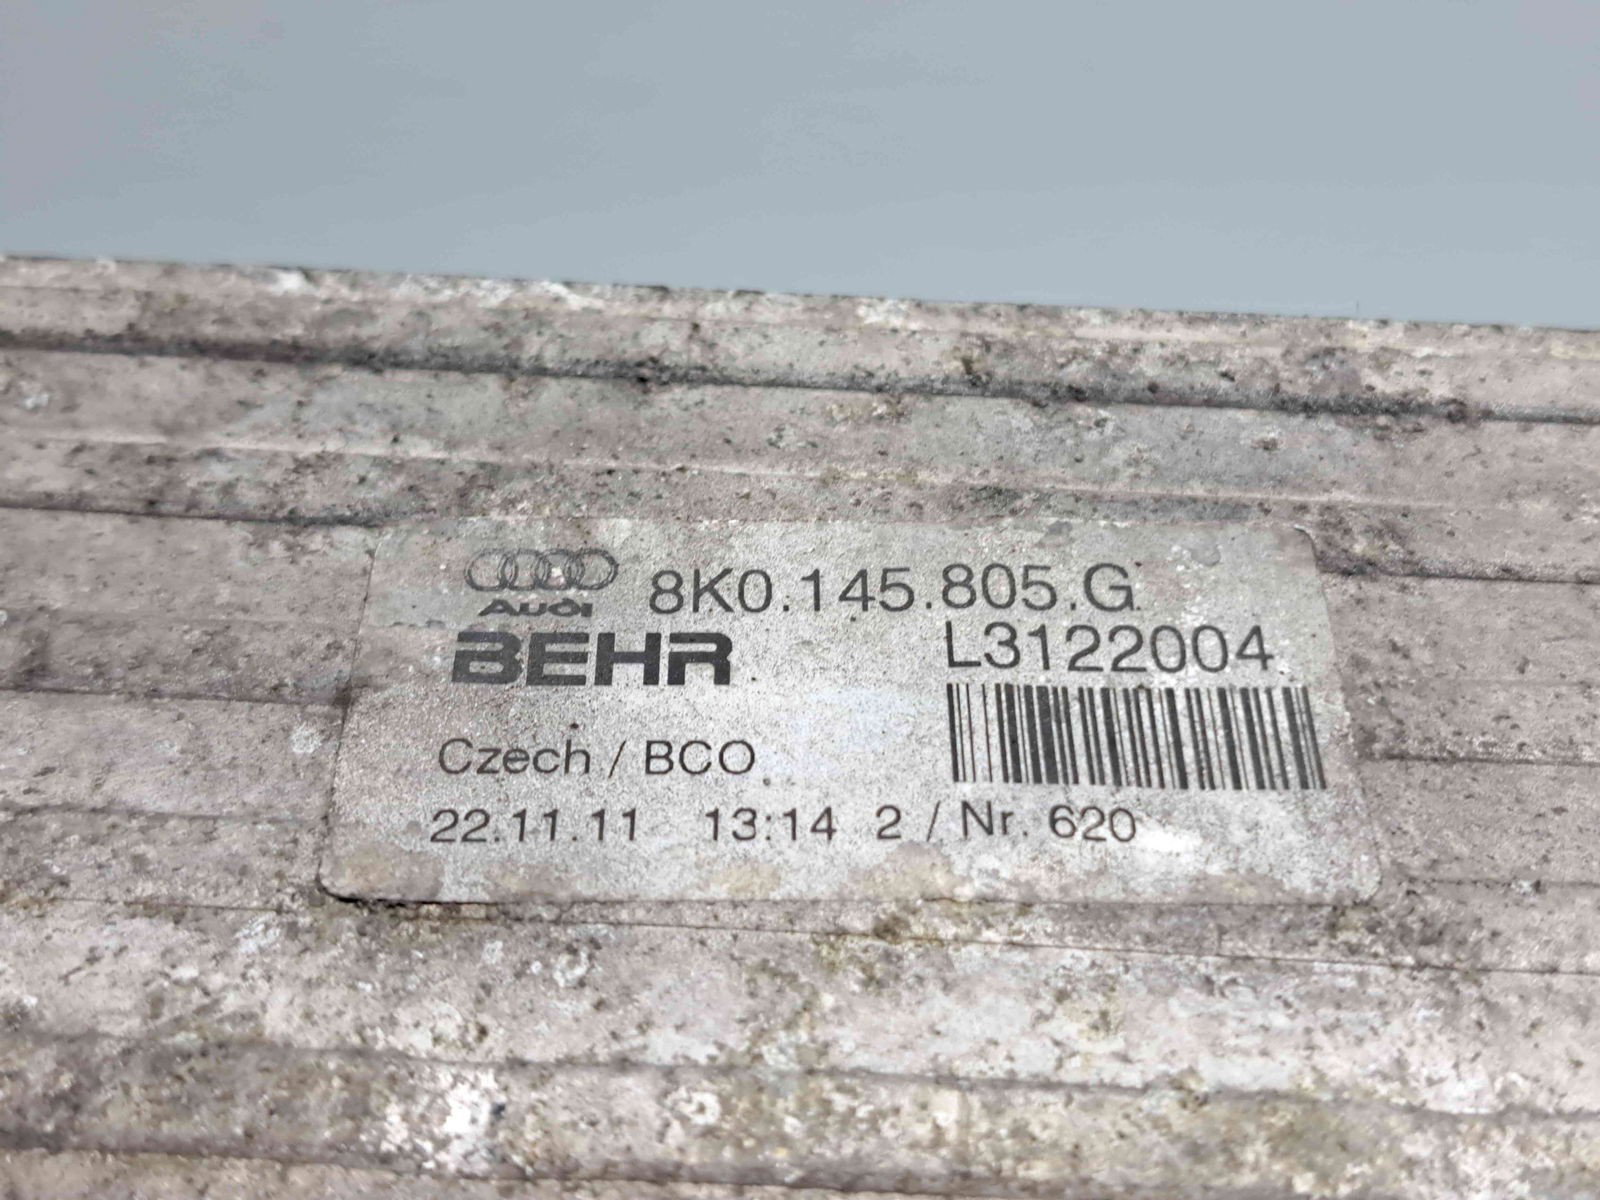 8K0.145.805.G
Audi
BEHR L3122004
Czech / BCO
22.11.11 13:14 2 / Nr. 620